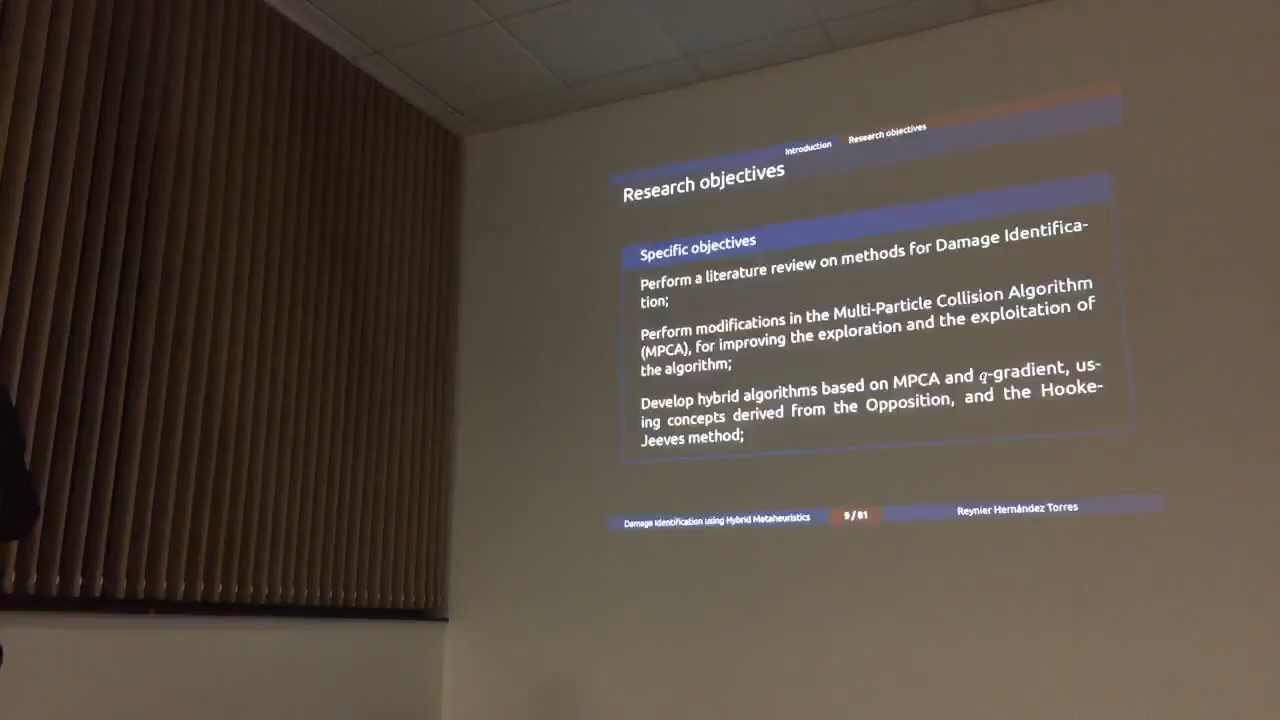 Introduction Research objectives
Research objectives
Specific objectives
Perform a literature review on methods for Damage Identifica-
tion;
Perform modifications in the Multi-Particle Collision Algorithm
(MPCA), for improving the exploration and the exploitation of
the algorithm;
Develop hybrid algorithms based on MPCA and q-gradient, us-
ing concepts derived from the Opposition, and the Hooke-
Jeeves method;
Damage Identification using Hybrid Metaheuristics 9 / 81 Reynier Hernández Torres